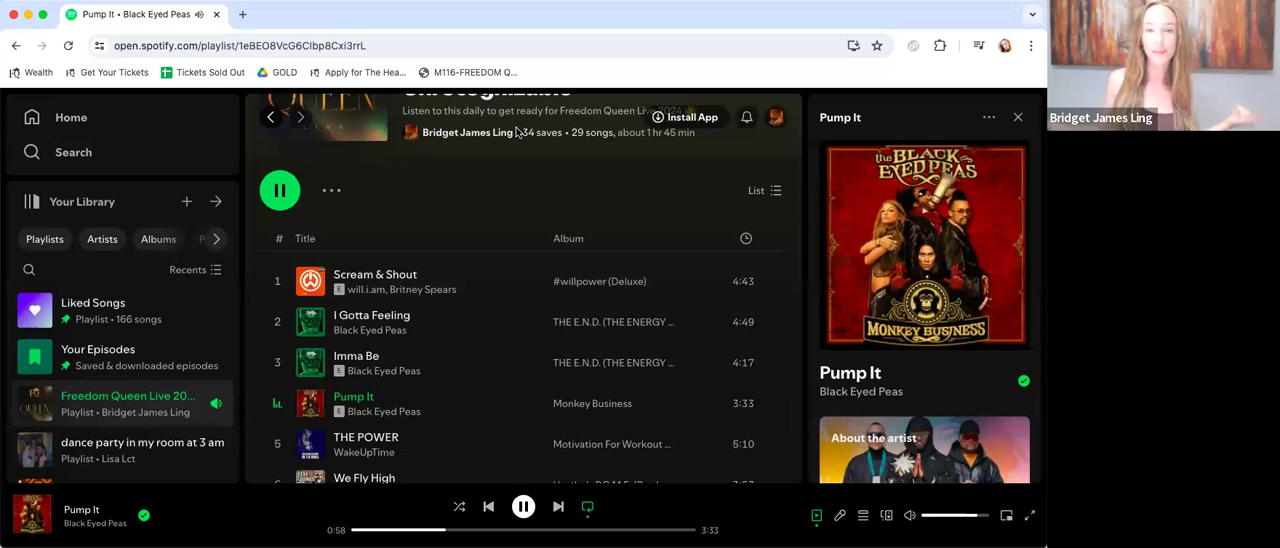 Pump It • Black Eyed Peas
open.spotify.com/playlist/1eBEO8VcG6Clbp8Cxi3rrL
Wealth
Get Your Tickets
Tickets Sold Out
GOLD
Apply for The Hea...
M116-FREEDOM Q...
Home
Search
Your Library
Playlists
Artists
Albums
Recents
Liked Songs
Playlist • 166 songs
Your Episodes
Saved & downloaded episodes
Freedom Queen Live 20...
Playlist • Bridget James Ling
dance party in my room at 3 am
Playlist • Lisa Lct
QUEEN
LIVE
Listen to this daily to get ready for Freedom Queen Live 2024
Install App
Bridget James Ling • 34 saves • 29 songs, about 1 hr 45 min
List
# Title Album
1 Scream & Shout #willpower (Deluxe) 4:43
E will.i.am, Britney Spears
2 I Gotta Feeling THE E.N.D. (THE ENERGY ... 4:49
Black Eyed Peas
3 Imma Be THE E.N.D. (THE ENERGY ... 4:17
E Black Eyed Peas
Pump It Monkey Business 3:33
E Black Eyed Peas
5 THE POWER Motivation For Workout ... 5:10
WakeUpTime
We Fly High
Pump It
the BLACK EYED PEAS
MONKEY BUSINESS
Pump It
Black Eyed Peas
About the artist
Pump It
Black Eyed Peas
0:58
3:33
Bridget James Ling